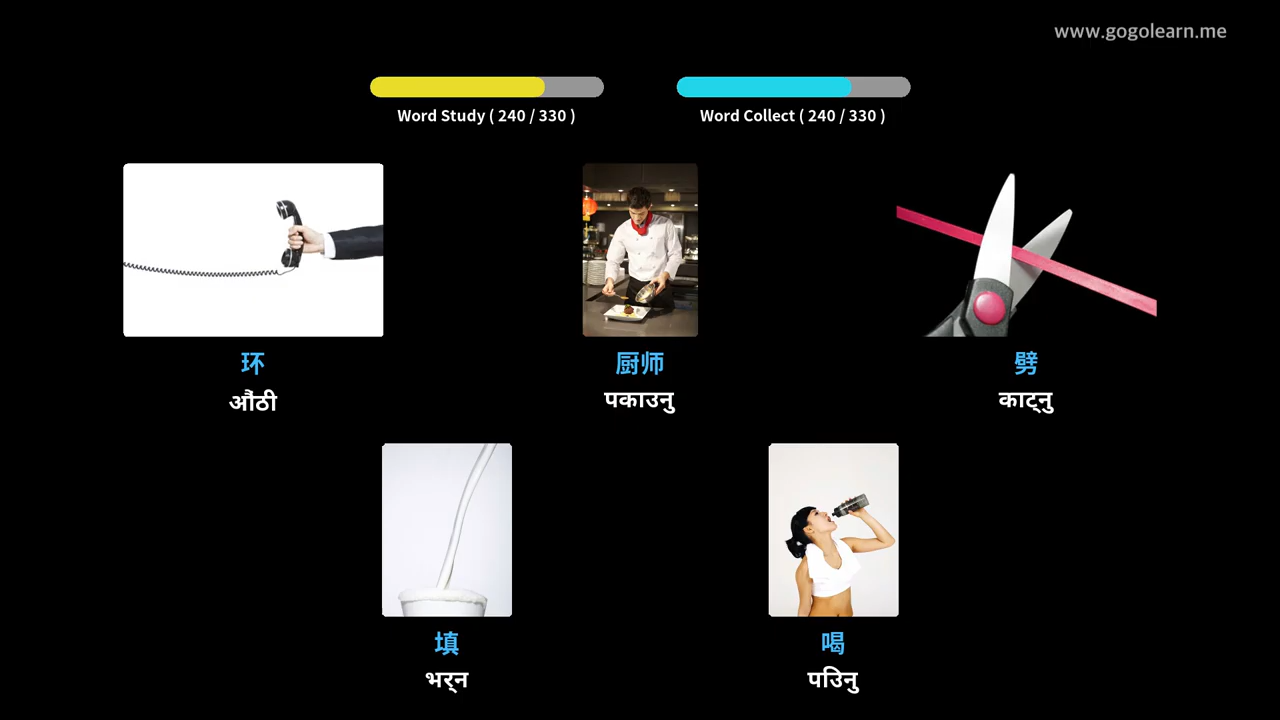 www.gogolearn.me
Word Study ( 240 / 330 )
Word Collect ( 240 / 330 )
环
औंठी
厨师
पकाउनु
劈
काट्नु
填
भर्न
喝
पउिनु